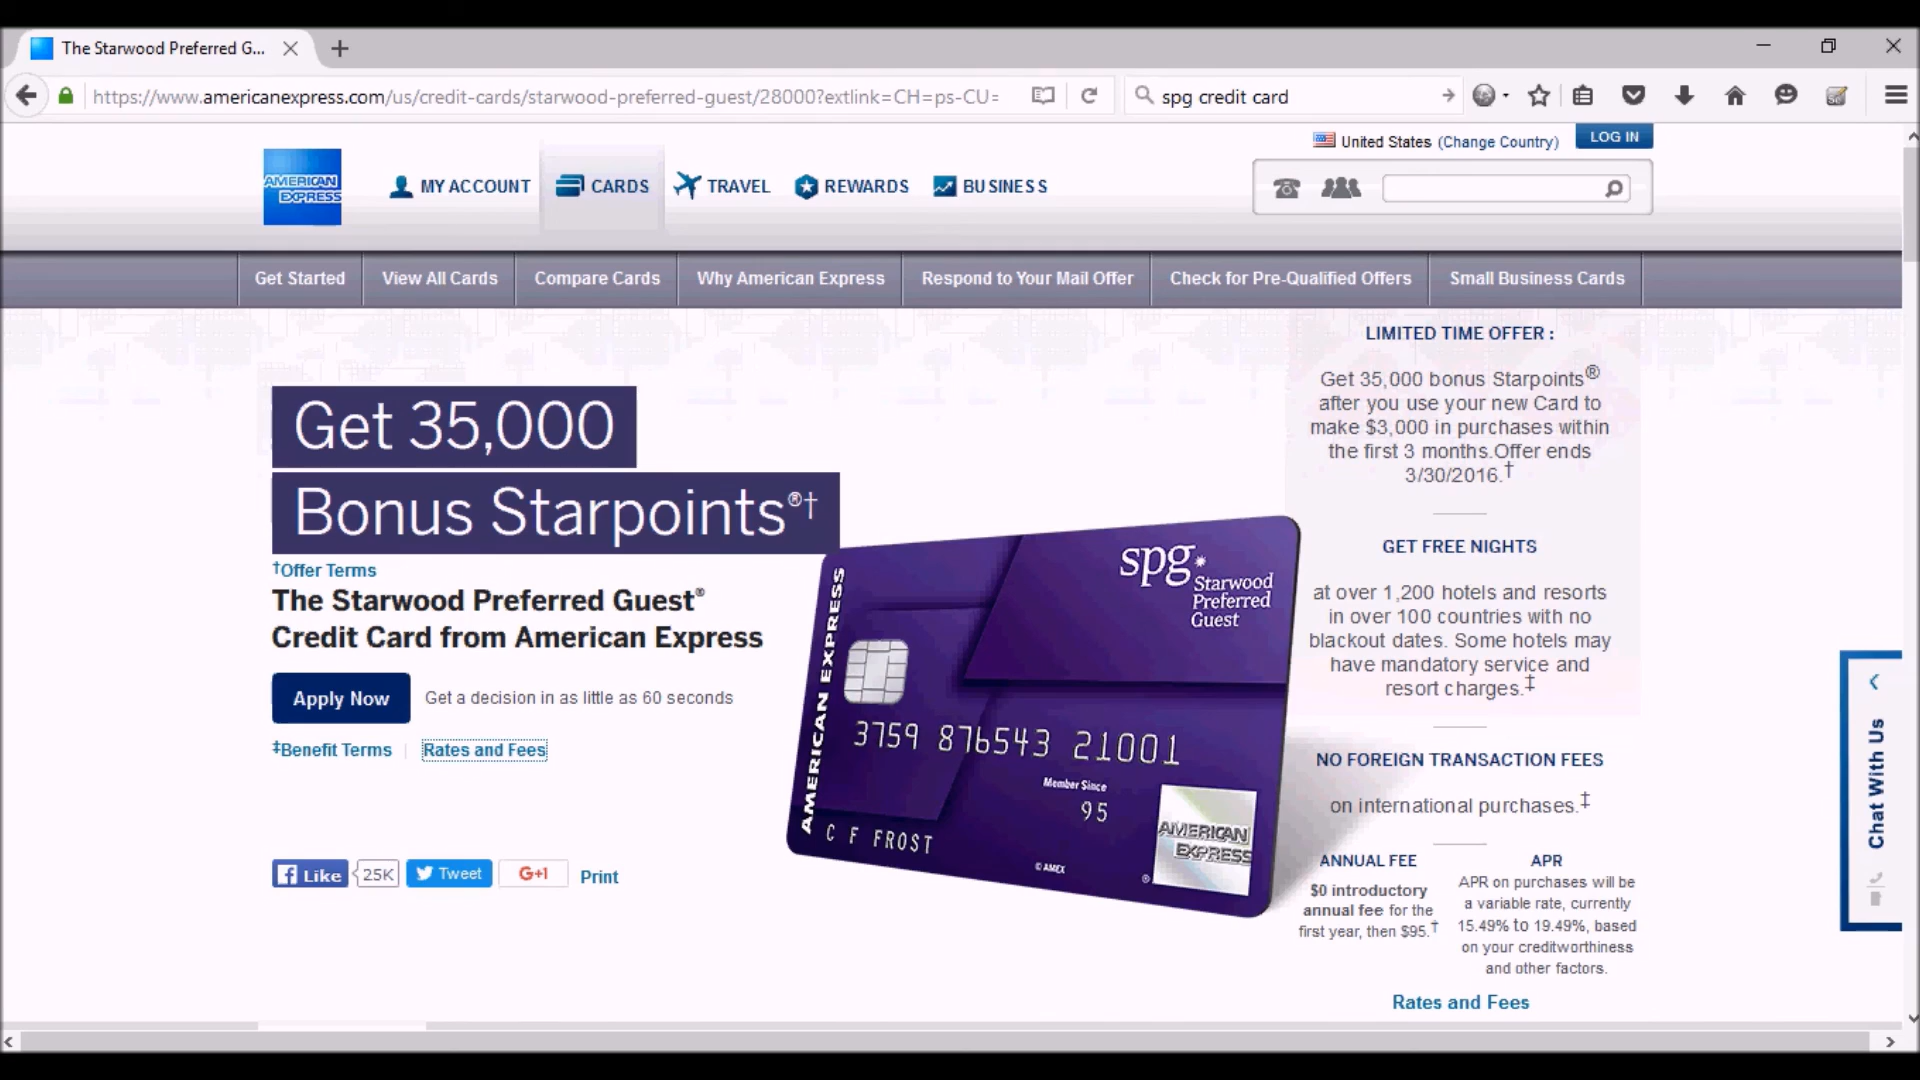 The Starwood Preferred G...
https://www.americanexpress.com/us/credit-cards/starwood-preferred-guest/28000?extlink=CH=ps-CU=
spg credit card
United States (Change Country)
LOG IN
AMERICAN
EXPRESS
MY ACCOUNT
CARDS
TRAVEL
REWARDS
BUSINESS
Get Started
View All Cards
Compare Cards
Why American Express
Respond to Your Mail Offer
Check for Pre-Qualified Offers
Small Business Cards
Get 35,000
Bonus Starpoints®†
†Offer Terms
The Starwood Preferred Guest®
Credit Card from American Express
Apply Now
Get a decision in as little as 60 seconds
‡Benefit Terms
Rates and Fees
Like
25K
Tweet
G+1
Print
AMERICAN EXPRESS
spg
Starwood
Preferred
Guest
3759 876543 21001
Member Since
95
C F FROST
© AMEX
AMERICAN
EXPRESS
®
LIMITED TIME OFFER :
Get 35,000 bonus Starpoints®
after you use your new Card to
make $3,000 in purchases within
the first 3 months.Offer ends
3/30/2016.†
GET FREE NIGHTS
at over 1,200 hotels and resorts
in over 100 countries with no
blackout dates. Some hotels may
have mandatory service and
resort charges.‡
NO FOREIGN TRANSACTION FEES
on international purchases.‡
ANNUAL FEE
$0 introductory
annual fee for the
first year, then $95.†
APR
APR on purchases will be
a variable rate, currently
15.49% to 19.49%, based
on your creditworthiness
and other factors.
Rates and Fees
Chat With Us